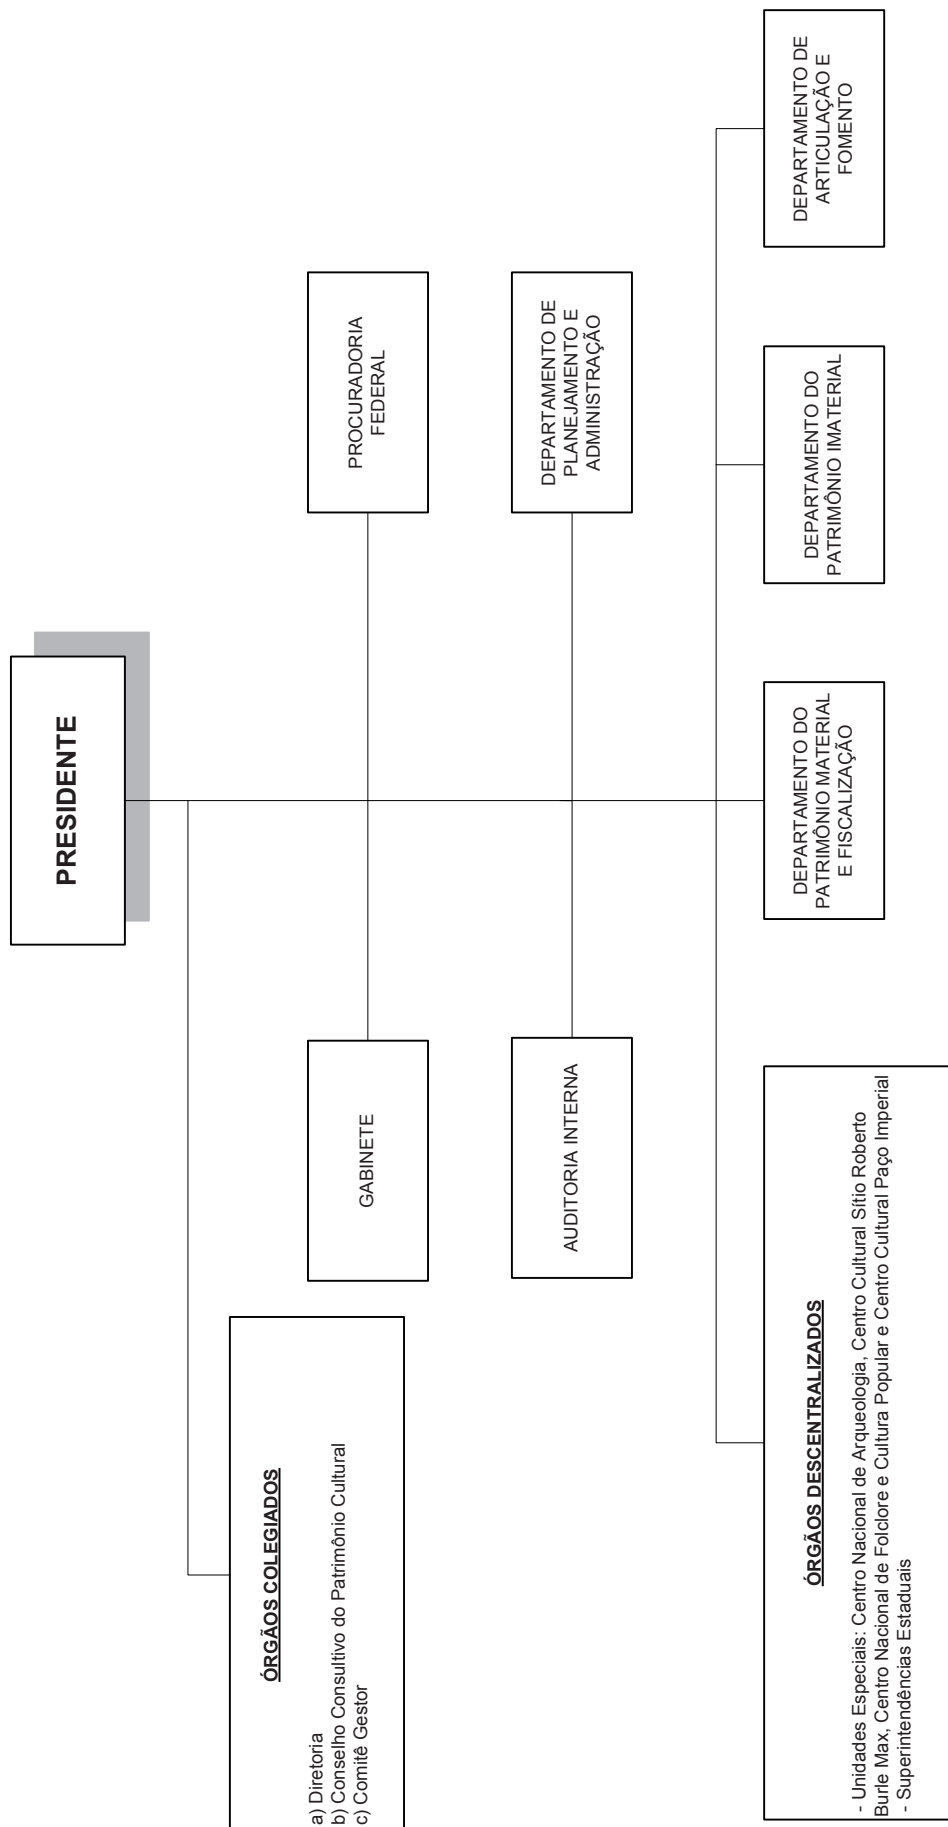 PRESIDENTE
ÓRGÃOS COLEGIADOS
a) Diretoria
b) Conselho Consultivo do Patrimônio Cultural
c) Comitê Gestor
GABINETE
PROCURADORIA
FEDERAL
AUDITORIA INTERNA
DEPARTAMENTO DE
PLANEJAMENTO E
ADMINISTRAÇÃO
ÓRGÃOS DESCENTRALIZADOS
- Unidades Especiais: Centro Nacional de Arqueologia, Centro Cultural Sítio Roberto
Burle Max, Centro Nacional de Folclore e Cultura Popular e Centro Cultural Paço Imperial
- Superintendências Estaduais
DEPARTAMENTO DO
PATRIMÔNIO MATERIAL
E FISCALIZAÇÃO
DEPARTAMENTO DO
PATRIMÔNIO IMATERIAL
DEPARTAMENTO DE
ARTICULAÇÃO E
FOMENTO